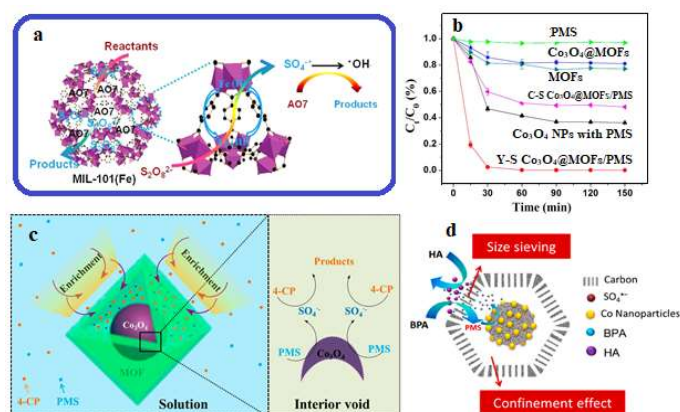 a
Reactants
AO7
AO7
AO7
AO7
Products
MIL-101(Fe)
S₂O₈²⁻
SO₄•⁻
•OH
AO7
Products
b
Cₜ/C₀ (%)
1.0
0.8
0.6
0.4
0.2
0.0
PMS
Co₃O₄@MOFs
MOFs
C-S Co₃O₄@MOFs/PMS
Co₃O₄ NPs with PMS
Y-S Co₃O₄@MOFs/PMS
0 30 60 90 120 150
Time (min)
c
Enrichment
Enrichment
Co₃O₄
MOF
4-CP
PMS
Solution
Products
4-CP
4-CP
SO₄•⁻
SO₄•⁻
PMS
PMS
Co₃O₄
Interior void
d
Size sieving
HA
BPA
PMS
Carbon
SO₄•⁻
Co Nanoparticles
BPA
HA
Confinement effect